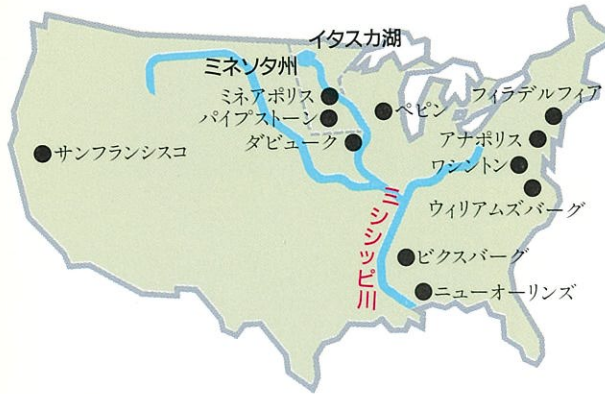 イタスカ湖
ミネソタ州
ミネアポリス
パイプストーン
ダビューク
ペピン
フィラデルフィア
アナポリス
ワシントン
ウィリアムズバーグ
サンフランシスコ
ミシシッピ川
ビクスバーグ
ニューオーリンズ